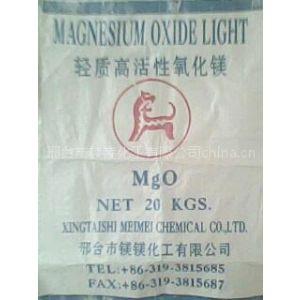 MAGNESIUM OXIDE LIGHT
轻质高活性氧化镁
MgO
NET 20 KGS.
XINGTAISHI MEIMEI CHEMICAL CO.,LTD.
邢台市镁镁化工有限公司
TEL:+86-319-3815685
FAX:+86-319-3815687